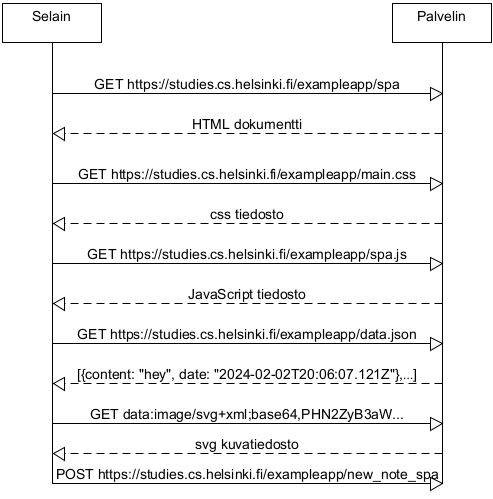 Selain
Palvelin
GET https://studies.cs.helsinki.fi/exampleapp/spa
HTML dokumentti
GET https://studies.cs.helsinki.fi/exampleapp/main.css
css tiedosto
GET https://studies.cs.helsinki.fi/exampleapp/spa.js
JavaScript tiedosto
GET https://studies.cs.helsinki.fi/exampleapp/data.json
[{content: "hey", date: "2024-02-02T20:06:07.121Z"},...]
GET data:image/svg+xml;base64,PHN2ZyB3aW...
svg kuvatiedosto
POST https://studies.cs.helsinki.fi/exampleapp/new_note_spa